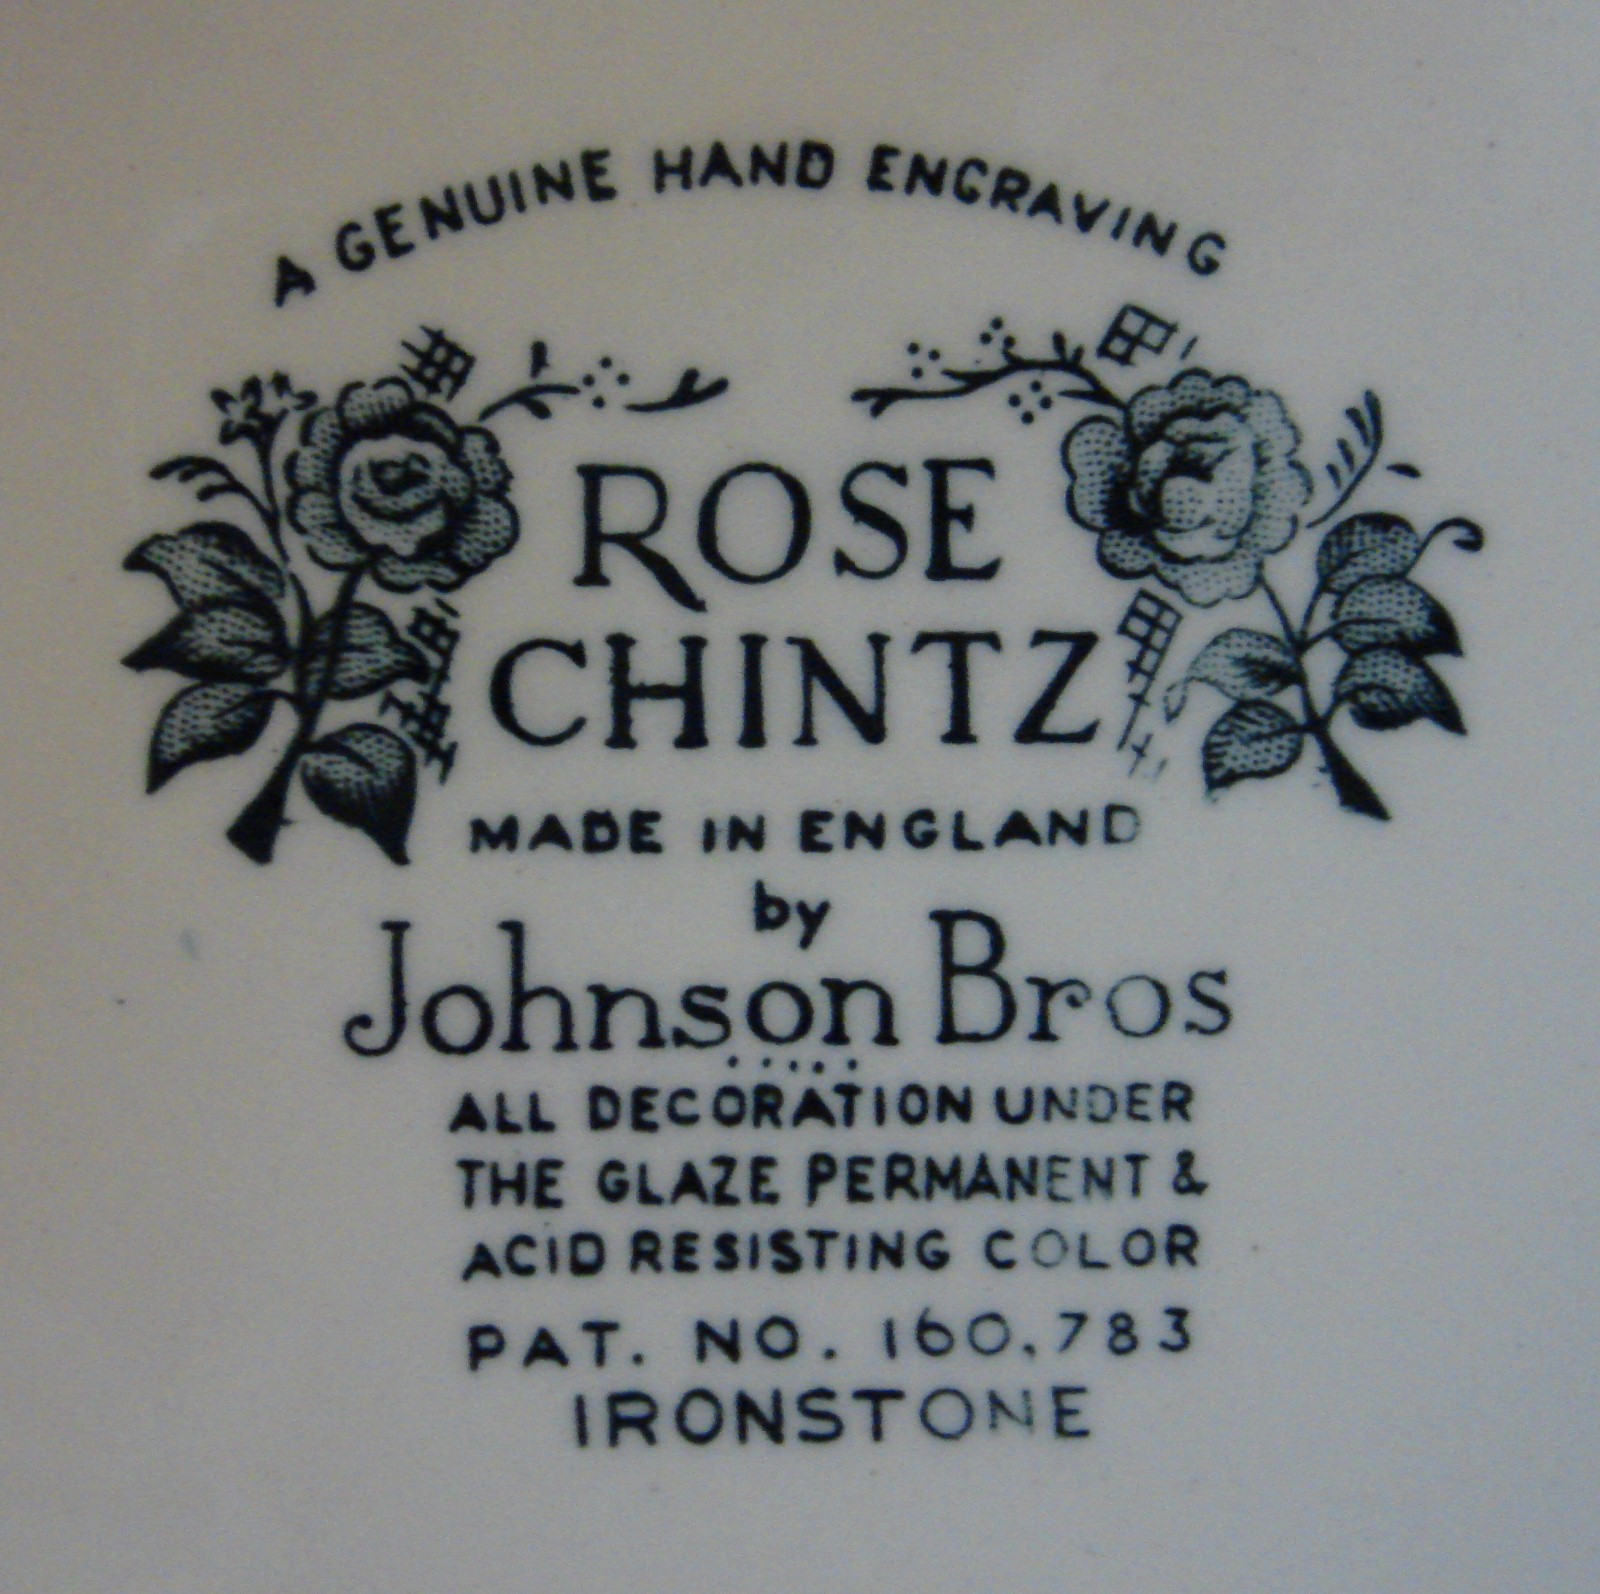 A GENUINE HAND ENGRAVING
ROSE
CHINTZ
MADE IN ENGLAND
by
Johnson Bros
ALL DECORATION UNDER
THE GLAZE PERMANENT &
ACID RESISTING COLOR
PAT. NO. 160.783
IRONSTONE